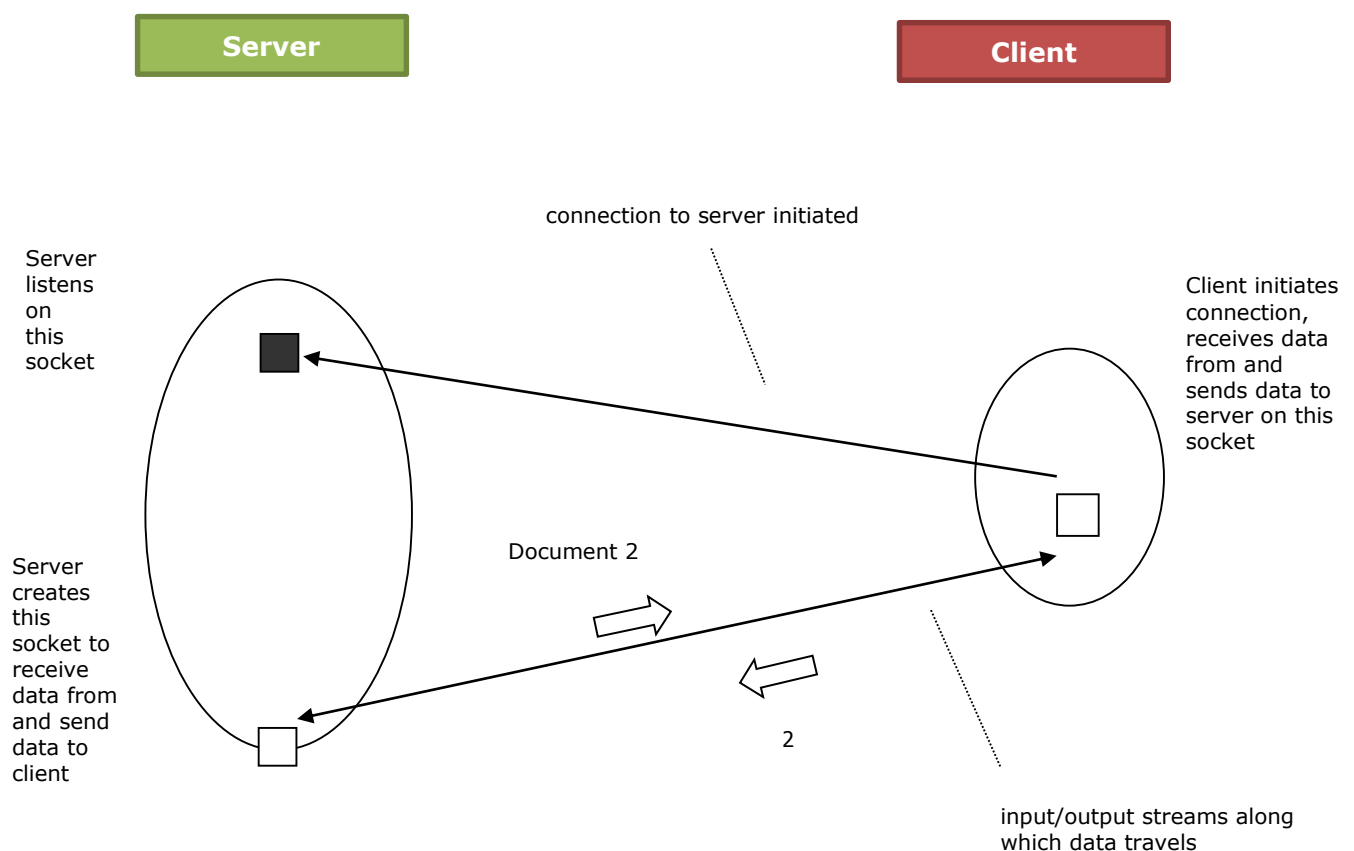 Server
Client
connection to server initiated
Server
listens
on
this
socket
Client initiates
connection,
receives data
from and
sends data to
server on this
socket
Document 2
Server
creates
this
socket to
receive
data from
and send
data to
client
2
input/output streams along
which data travels